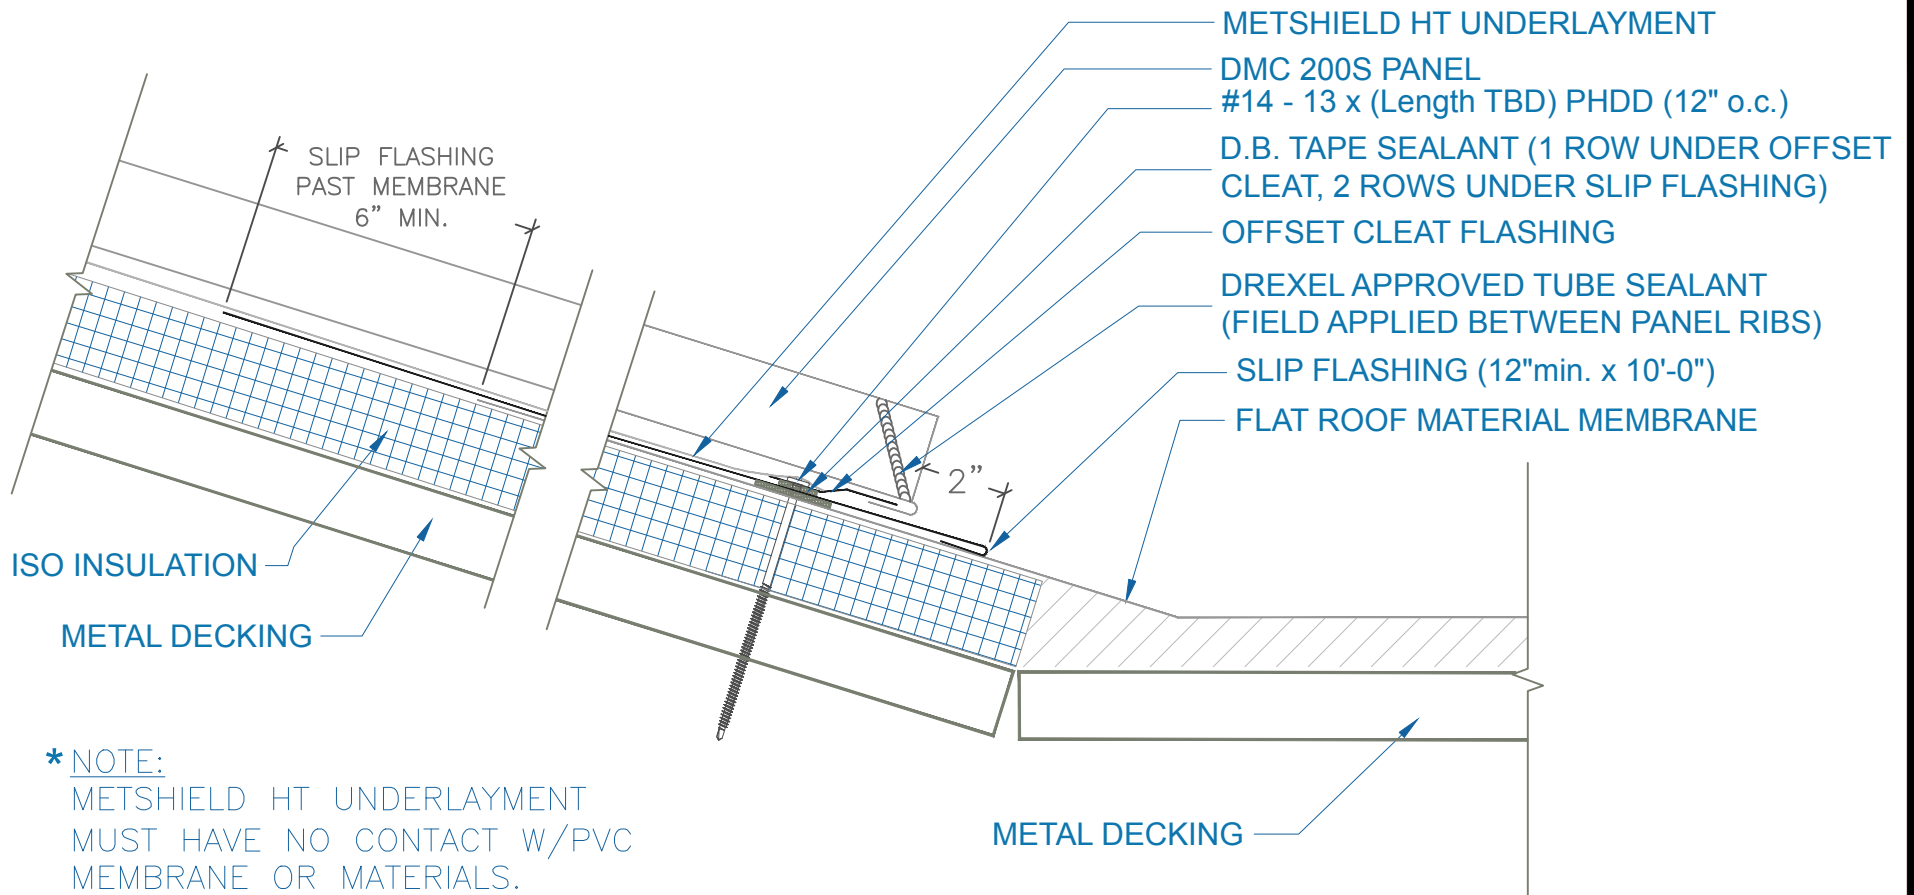 METSHIELD HT UNDERLAYMENT
DMC 200S PANEL
#14 - 13 x (Length TBD) PHDD (12" o.c.)
D.B. TAPE SEALANT (1 ROW UNDER OFFSET
CLEAT, 2 ROWS UNDER SLIP FLASHING)
OFFSET CLEAT FLASHING
DREXEL APPROVED TUBE SEALANT
(FIELD APPLIED BETWEEN PANEL RIBS)
SLIP FLASHING (12"min. x 10'-0")
FLAT ROOF MATERIAL MEMBRANE
SLIP FLASHING
PAST MEMBRANE
6” MIN.
2”
ISO INSULATION
METAL DECKING
METAL DECKING
* NOTE:
METSHIELD HT UNDERLAYMENT
MUST HAVE NO CONTACT W/PVC
MEMBRANE OR MATERIALS.